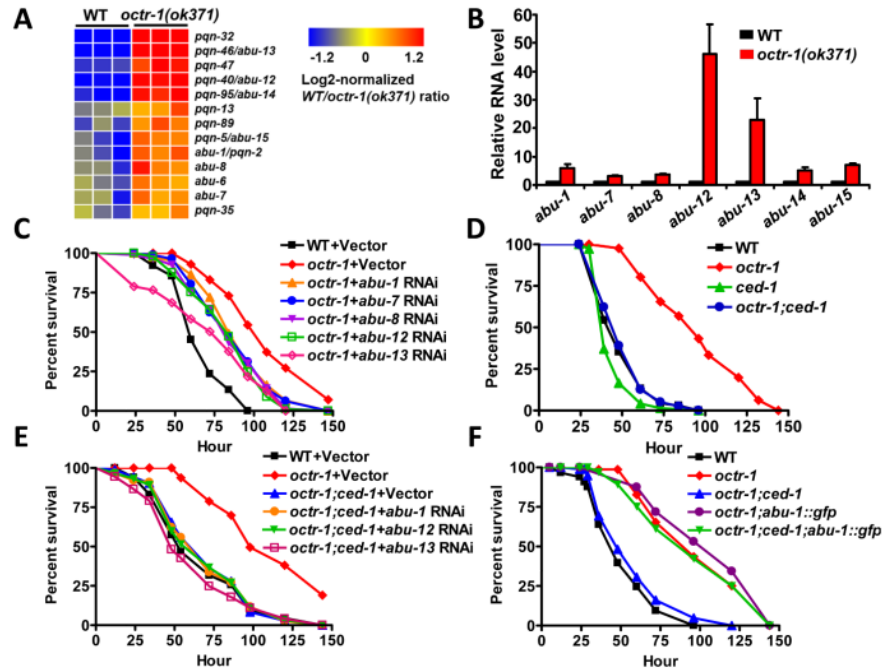 A
WT
octr-1(ok371)
pqn-32
pqn-46/abu-13
pqn-47
pqn-40/abu-12
pqn-95/abu-14
pqn-13
pqn-89
pqn-5/abu-15
abu-1/pqn-2
abu-8
abu-6
abu-7
pqn-35
-1.2 0 1.2
Log2-normalized
WT/octr-1(ok371) ratio
B
WT
octr-1(ok371)
Relative RNA level
60
50
40
30
20
10
0
abu-1 abu-7 abu-8 abu-12 abu-13 abu-14 abu-15
C
WT+Vector
octr-1+Vector
octr-1+abu-1 RNAi
octr-1+abu-7 RNAi
octr-1+abu-8 RNAi
octr-1+abu-12 RNAi
octr-1+abu-13 RNAi
Percent survival
100
75
50
25
0
0 25 50 75 100 125 150
Hour
D
WT
octr-1
ced-1
octr-1;ced-1
Percent survival
100
75
50
25
0
0 25 50 75 100 125 150
Hour
E
WT+Vector
octr-1+Vector
octr-1;ced-1+Vector
octr-1;ced-1+abu-1 RNAi
octr-1;ced-1+abu-12 RNAi
octr-1;ced-1+abu-13 RNAi
Percent survival
100
75
50
25
0
0 25 50 75 100 125 150
Hour
F
WT
octr-1
octr-1;ced-1
octr-1;abu-1::gfp
octr-1;ced-1;abu-1::gfp
Percent survival
100
75
50
25
0
0 25 50 75 100 125 150
Hour